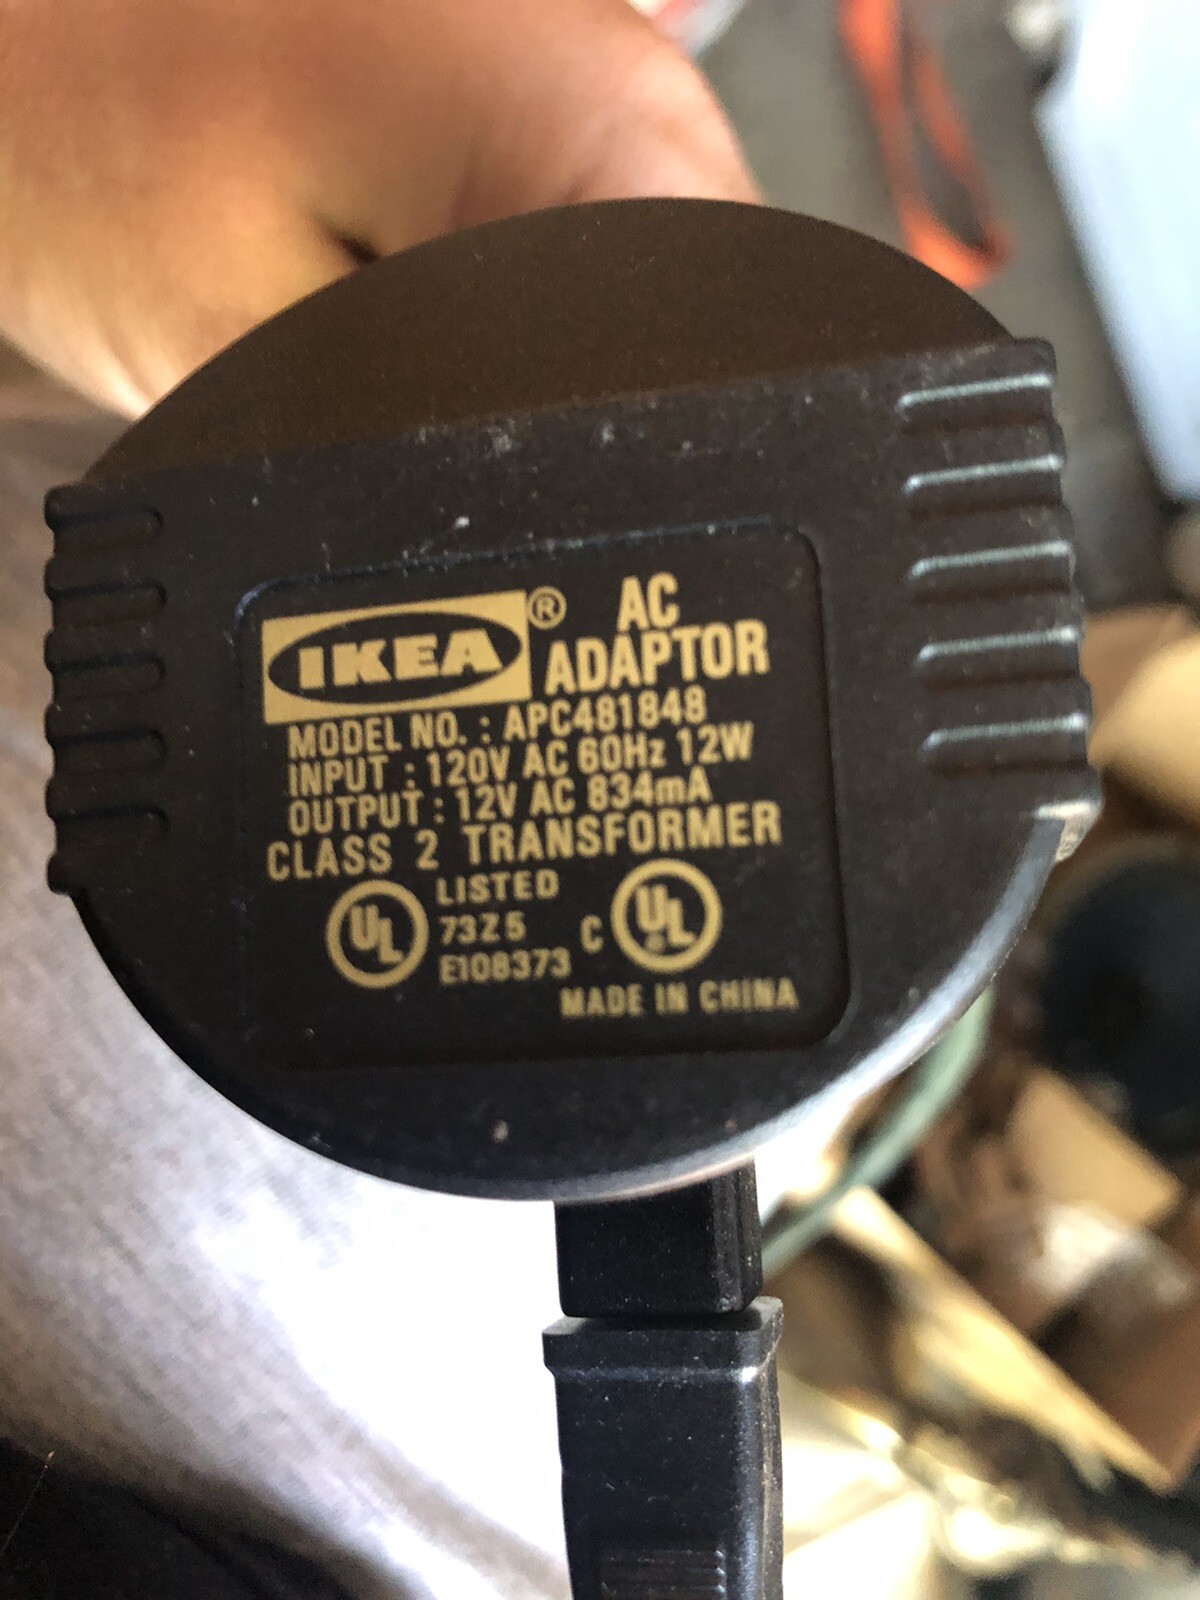 IKEA® AC
ADAPTOR
MODEL NO. : APC481848
INPUT : 120V AC 60Hz 12W
OUTPUT : 12V AC 834mA
CLASS 2 TRANSFORMER
UL LISTED C UL®
73Z5
E108373
MADE IN CHINA